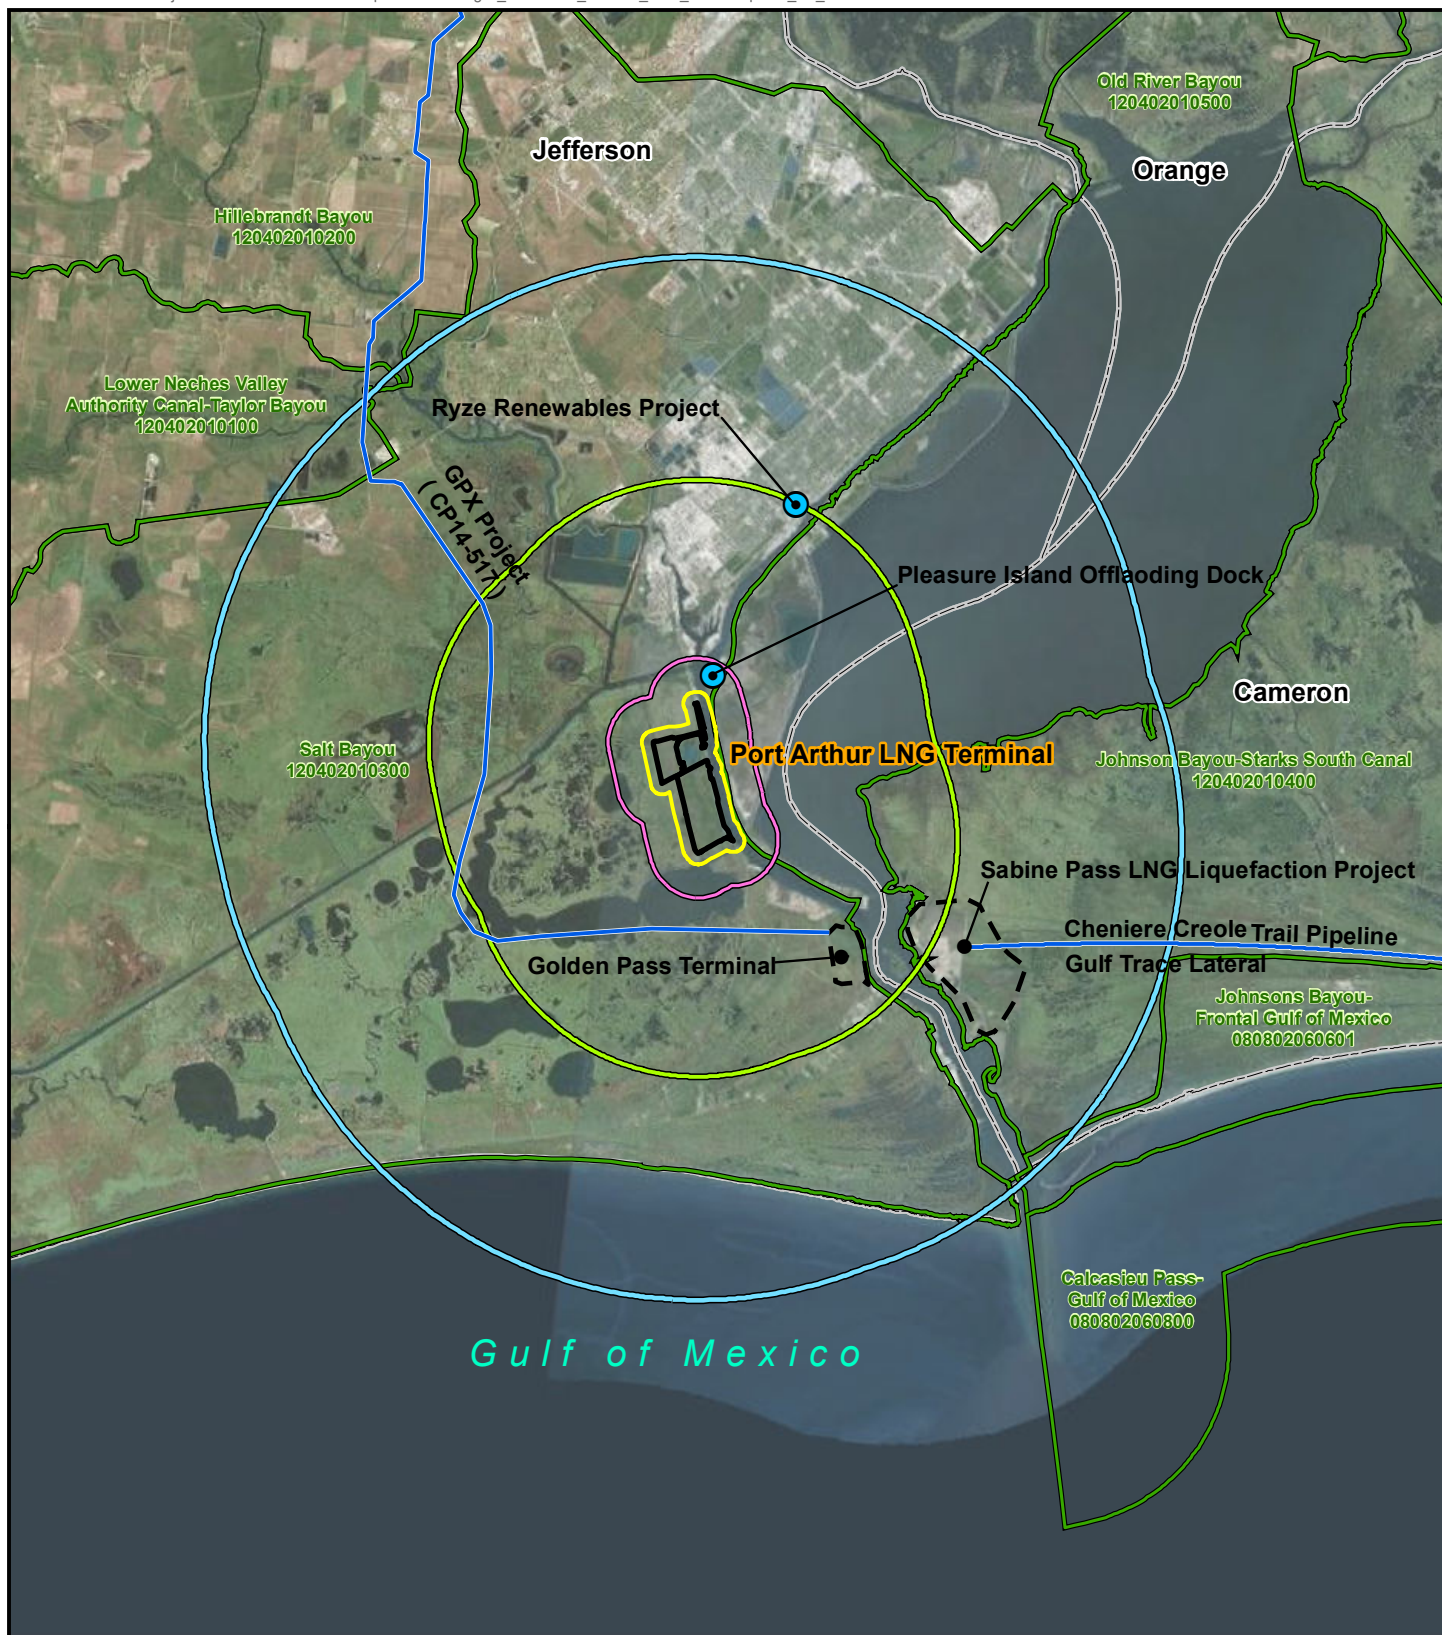 Old River Bayou
120402010500
Jefferson
Orange
Hillebrandt Bayou
120402010200
Lower Neches Valley
Authority Canal-Taylor Bayou
120402010100
Ryze Renewables Project
GPX Project
( CP14-517 )
Pleasure Island Offlaoding Dock
Cameron
Salt Bayou
120402010300
Port Arthur LNG Terminal
Johnson Bayou-Starks South Canal
120402010400
Sabine Pass LNG Liquefaction Project
Cheniere Creole Trail Pipeline
Golden Pass Terminal
Gulf Trace Lateral
Johnsons Bayou-
Frontal Gulf of Mexico
080802060601
Calcasieu Pass-
Gulf of Mexico
080802060800
Gulf of Mexico